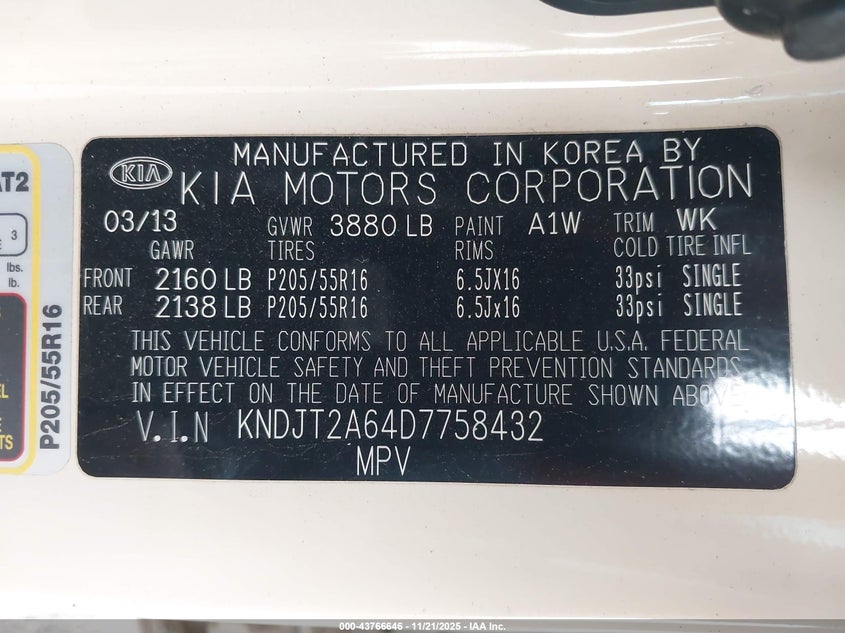 MANUFACTURED IN KOREA BY
KIA KIA MOTORS CORPORATION
03/13 GVWR 3880 LB PAINT A1W TRIM WK
GAWR TIRES RIMS COLD TIRE INFL
FRONT 2160 LB P205/55R16 6.5JX16 33psi SINGLE
REAR 2138 LB P205/55R16 6.5Jx16 33psi SINGLE
THIS VEHICLE CONFORMS TO ALL APPLICABLE U.S.A. FEDERAL
MOTOR VEHICLE SAFETY AND THEFT PREVENTION STANDARDS
IN EFFECT ON THE DATE OF MANUFACTURE SHOWN ABOVE.
V.I.N KNDJT2A64D7758432
MPV
3
lbs.
lb.
P205/55R16
000-43766646 - 11/21/2025 - IAA Inc.